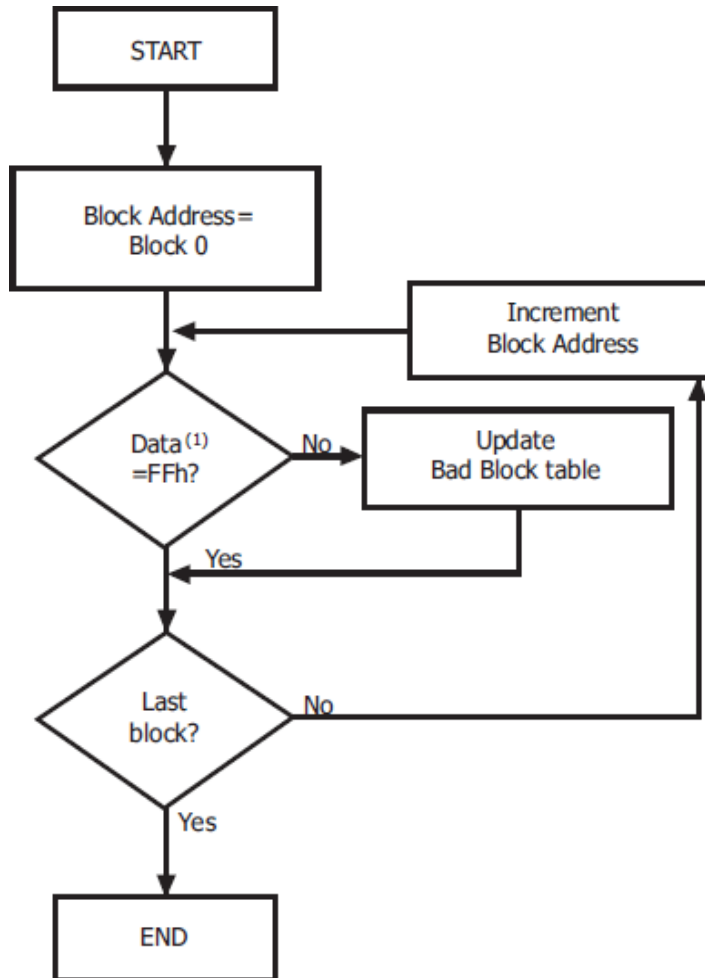 START
Block Address=
Block 0
Increment
Block Address
Data(1)
=FFh?
No
Update
Bad Block table
Yes
Last
block?
No
Yes
END